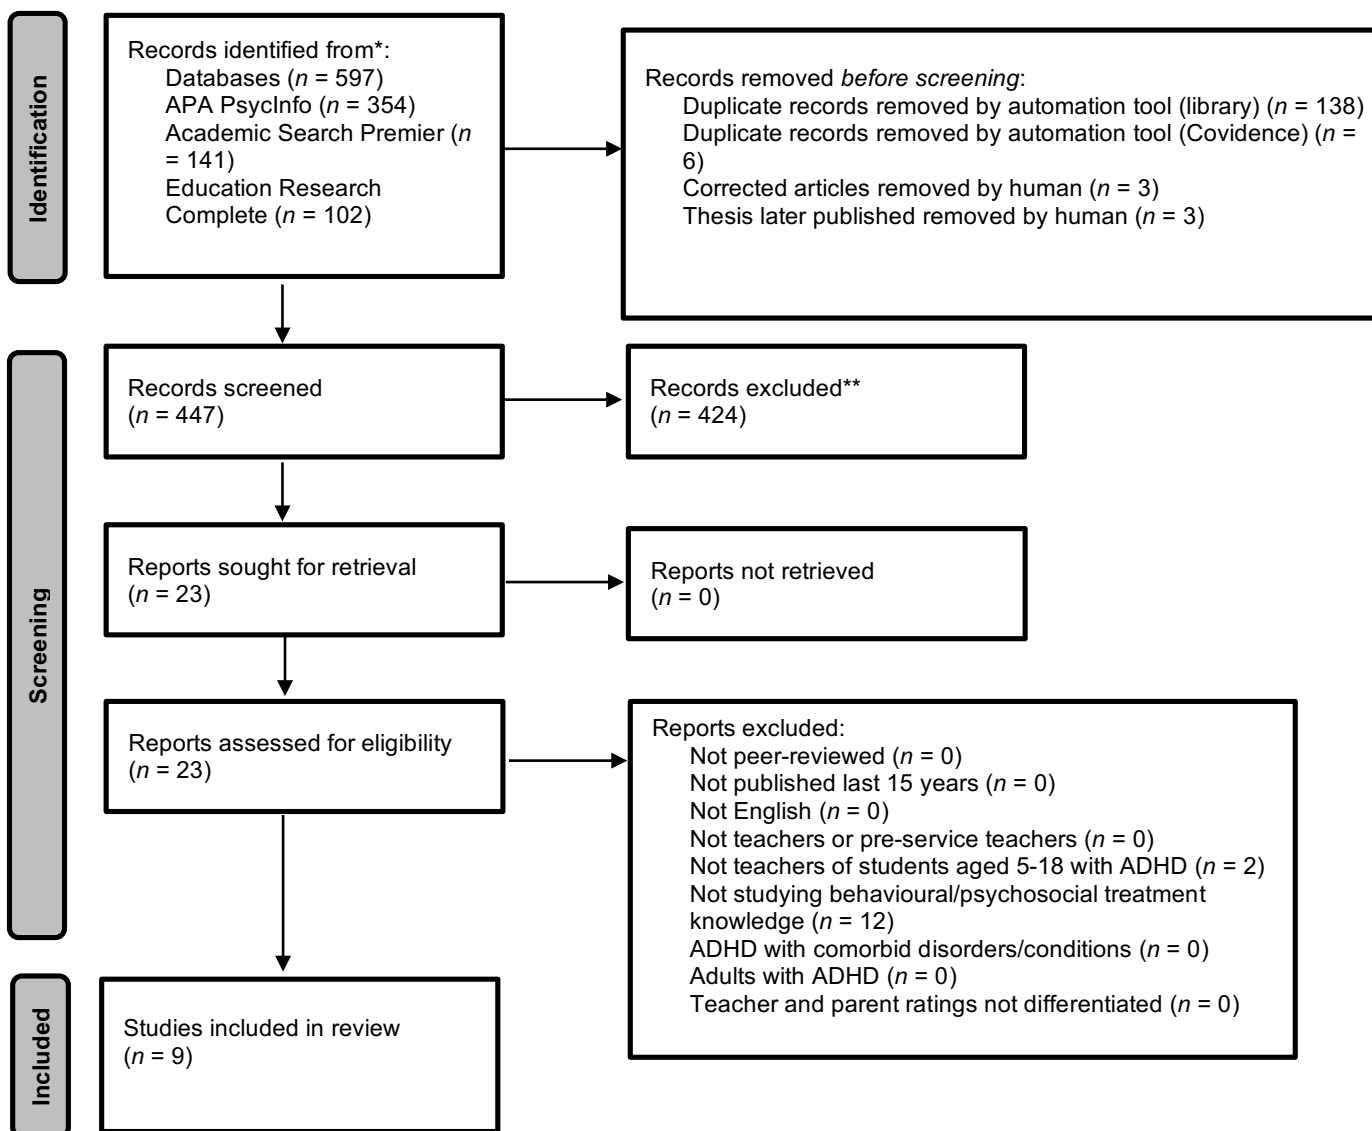 Identification
Records identified from*:
Databases (n = 597)
APA PsycInfo (n = 354)
Academic Search Premier (n
= 141)
Education Research
Complete (n = 102)
Records removed before screening:
Duplicate records removed by automation tool (library) (n = 138)
Duplicate records removed by automation tool (Covidence) (n =
6)
Corrected articles removed by human (n = 3)
Thesis later published removed by human (n = 3)
Screening
Records screened
(n = 447)
Records excluded**
(n = 424)
Reports sought for retrieval
(n = 23)
Reports not retrieved
(n = 0)
Reports assessed for eligibility
(n = 23)
Reports excluded:
Not peer-reviewed (n = 0)
Not published last 15 years (n = 0)
Not English (n = 0)
Not teachers or pre-service teachers (n = 0)
Not teachers of students aged 5-18 with ADHD (n = 2)
Not studying behavioural/psychosocial treatment
knowledge (n = 12)
ADHD with comorbid disorders/conditions (n = 0)
Adults with ADHD (n = 0)
Teacher and parent ratings not differentiated (n = 0)
Included
Studies included in review
(n = 9)